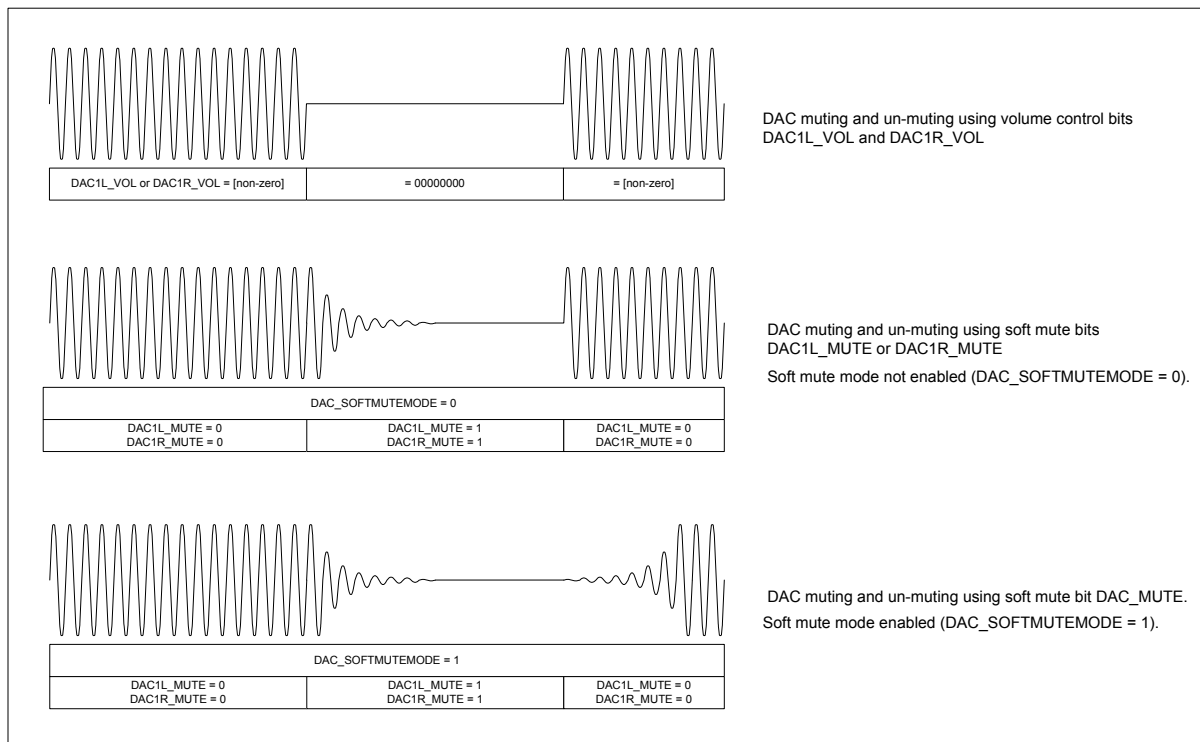 DAC muting and un-muting using volume control bits
DAC1L_VOL and DAC1R_VOL
DAC1L_VOL or DAC1R_VOL = [non-zero]
= 00000000
= [non-zero]
DAC muting and un-muting using soft mute bits
DAC1L_MUTE or DAC1R_MUTE
Soft mute mode not enabled (DAC_SOFTMUTEMODE = 0).
DAC_SOFTMUTEMODE = 0
DAC1L_MUTE = 0
DAC1R_MUTE = 0
DAC1L_MUTE = 1
DAC1R_MUTE = 1
DAC1L_MUTE = 0
DAC1R_MUTE = 0
DAC muting and un-muting using soft mute bit DAC_MUTE.
Soft mute mode enabled (DAC_SOFTMUTEMODE = 1).
DAC_SOFTMUTEMODE = 1
DAC1L_MUTE = 0
DAC1R_MUTE = 0
DAC1L_MUTE = 1
DAC1R_MUTE = 1
DAC1L_MUTE = 0
DAC1R_MUTE = 0